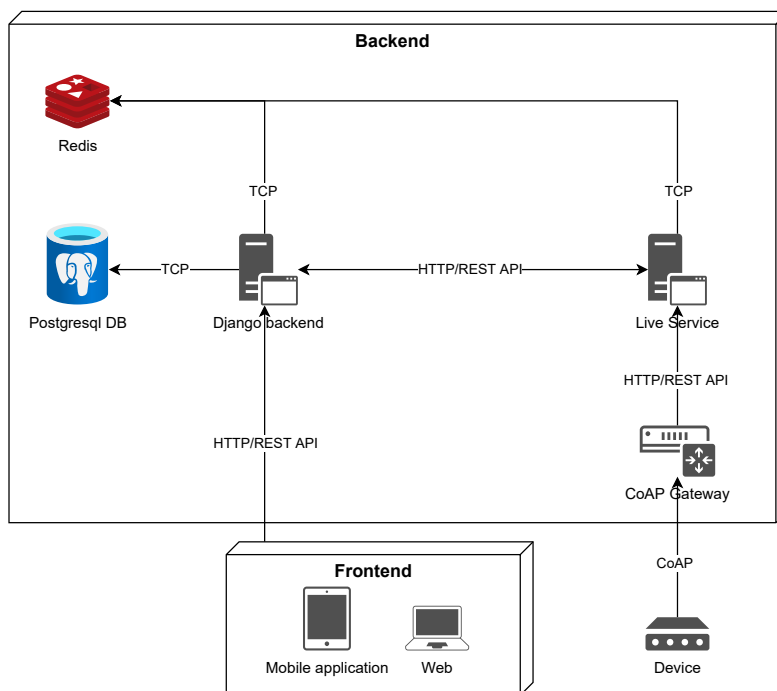 Backend
Redis
TCP
TCP
TCP
HTTP/REST API
Postgresql DB
Django backend
Live Service
HTTP/REST API
HTTP/REST API
CoAP Gateway
CoAP
Frontend
Mobile application
Web
Device